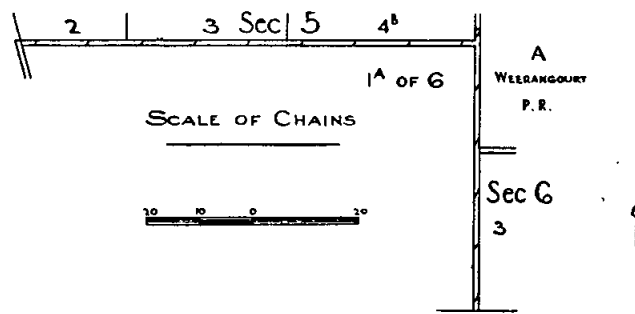 2 3 Sec 5 4ᴮ
1ᴬ OF 6
A
WEERANGOURT
P. R.
SCALE OF CHAINS
20 10 0 20
Sec 6
3